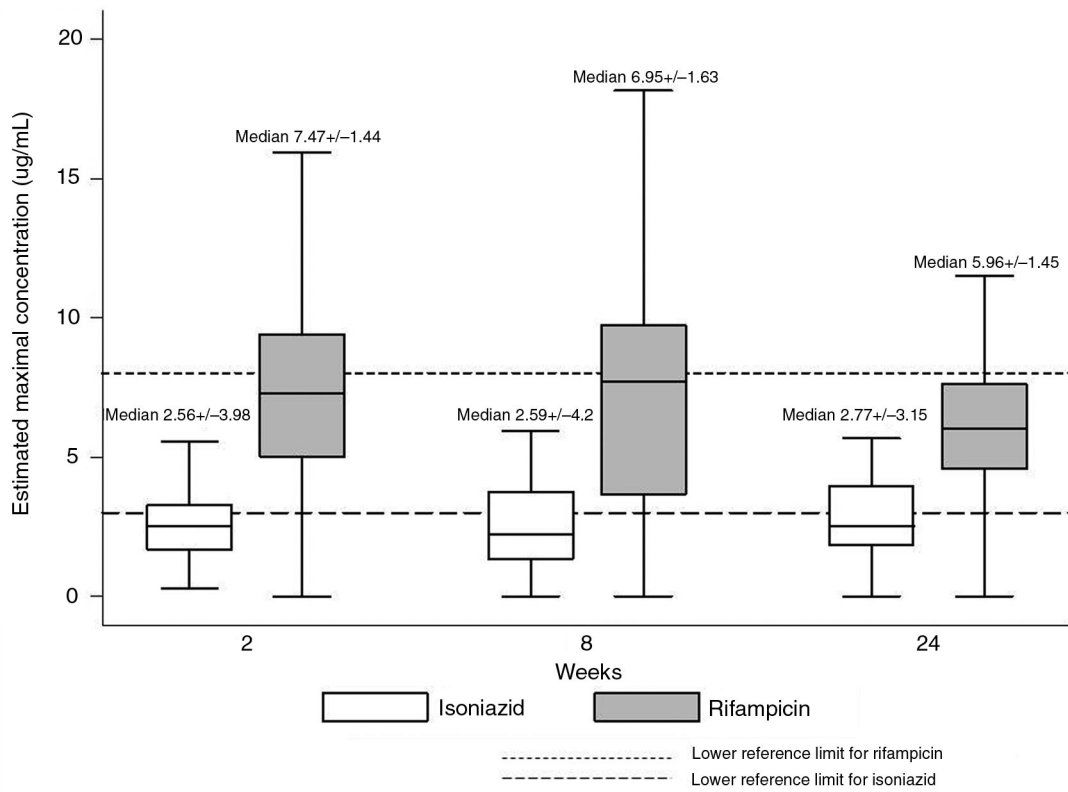 Estimated maximal concentration (ug/mL)
20
15
10
5
0
Median 7.47+/–1.44
Median 6.95+/–1.63
Median 5.96+/–1.45
Median 2.56+/–3.98
Median 2.59+/–4.2
Median 2.77+/–3.15
2
8
24
Weeks
Isoniazid
Rifampicin
Lower reference limit for rifampicin
Lower reference limit for isoniazid